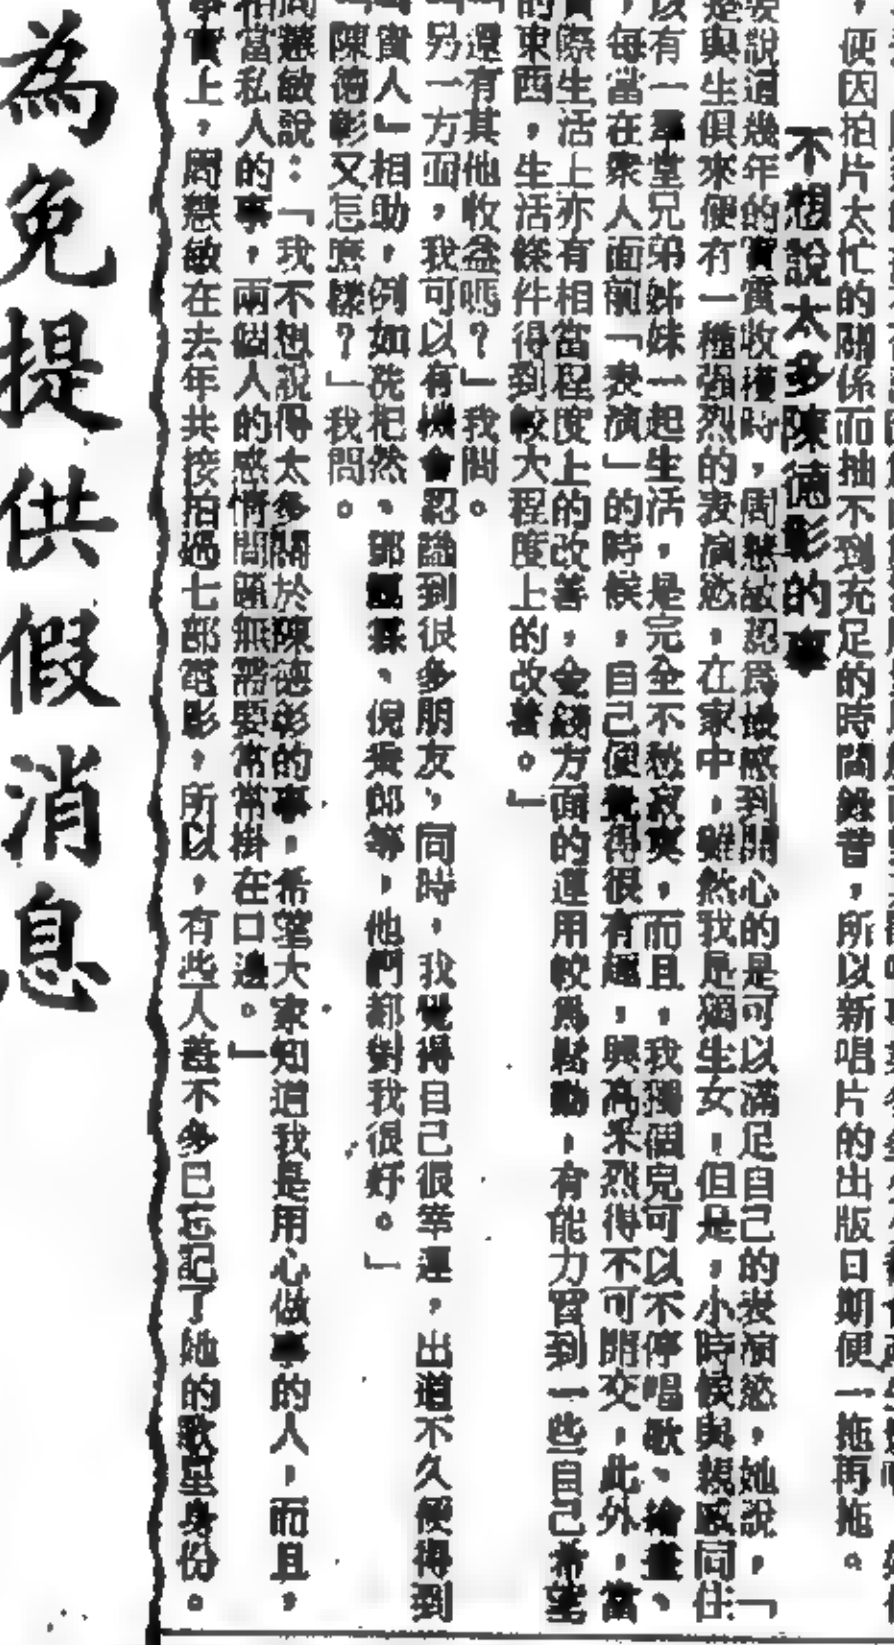 ，便因拍片太忙的關係而抽不到充足的時間錄音，所以新唱片的出版日期便一拖再拖。
不想說太多陳德彰的事
說這幾年的實質收穫時，周慧敏認為最感到開心的是可以滿足自己的表演慾，她說，「
是與生俱來便有一種強烈的表演慾，在家中，雖然我是獨生女，但是，小時候與親戚同住
以有一羣堂兄弟姊妹一起生活，是完全不愁寂寞，而且，我獨個兒可以不停唱歌、繪畫、
，每當在衆人面前「表演」的時候，自己便覺得很有趣，興高采烈得不可開交，此外，當
實際生活上亦有相當程度上的改善，金錢方面的運用較爲鬆動，有能力買到一些自己希望
的東西，生活條件得到較大程度上的改善。」
「還有其他收益嗎？」我問。
「另一方面，我可以有機會認識到很多朋友，同時，我覺得自己很幸運，出道不久便得到
「貴人」相助，例如冼杞然、鄧麗、倪秉郎等，他們都對我很好。」
「陳德彰又怎麼樣？」我問。
周慧敏說：「我不想說得太多關於陳德彰的事，希望大家知道我是用心做事的人，而且，
當私人的事，兩個人的感情問題無需要常常掛在口邊。」
事實上，周慧敏在去年共接拍過七部電影，所以，有些人差不多已忘記了她的歌星身份。
為免提供假消息